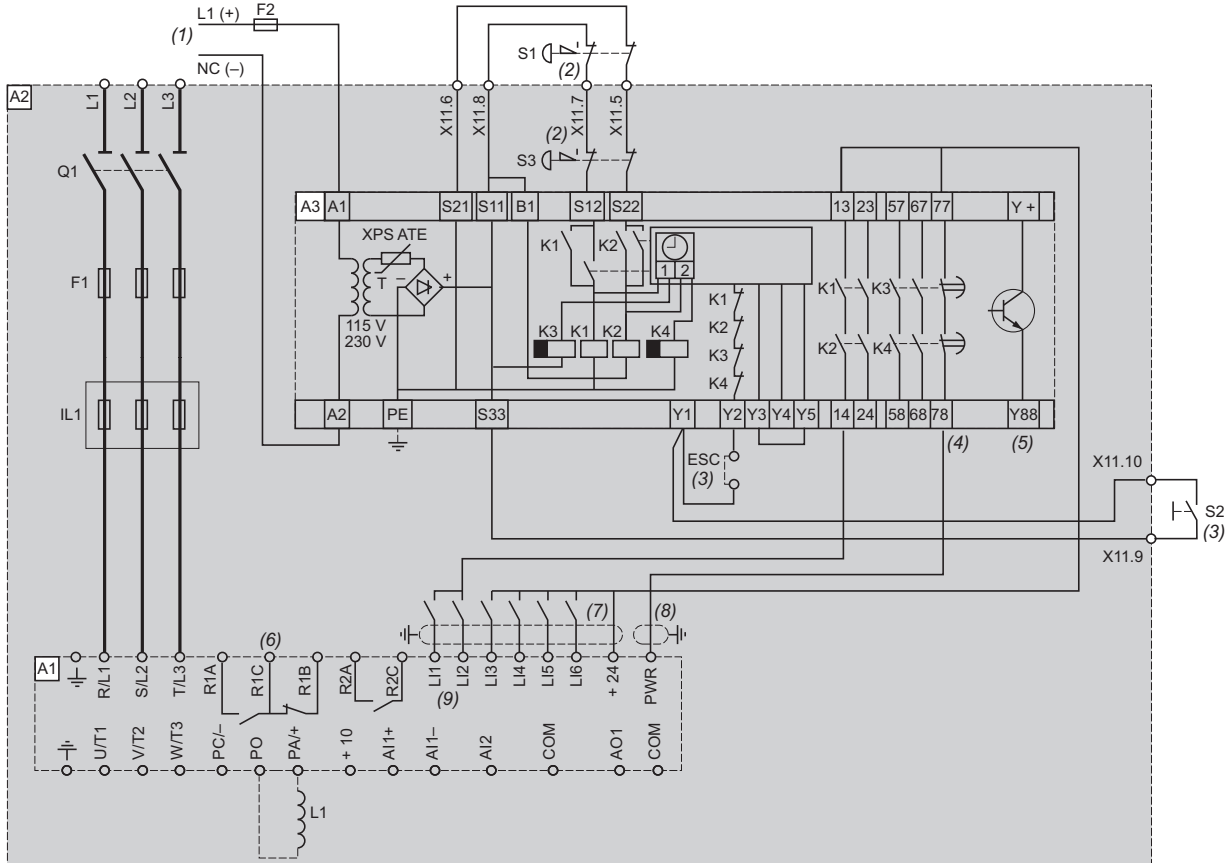 L1 (+)
F2
(1)
NC (–)
S1
(2)
A2
L1
L2
L3
X11.6
X11.8
X11.7
X11.5
(2)
S3
Q1
A3
A1
S21
S11
B1
S12
S22
13
23
57
67
77
Y +
XPS ATE
K1
K2
1
2
T
–
+
F1
K1
K3
K1
115 V
230 V
K3
K1
K2
K4
K2
K3
K2
K4
K4
IL1
A2
PE
S33
Y1
Y2
Y3
Y4
Y5
14
24
58
68
78
Y88
(4)
(5)
ESC
(3)
X11.10
S2
(3)
X11.9
(7)
(8)
(6)
A1
R/L1
S/L2
T/L3
R1A
R1C
R1B
R2A
R2C
LI1
LI2
LI3
LI4
LI5
LI6
+ 24
PWR
(9)
U/T1
V/T2
W/T3
PC/–
PO
PA/+
+ 10
AI1+
AI1–
AI2
COM
AO1
COM
L1